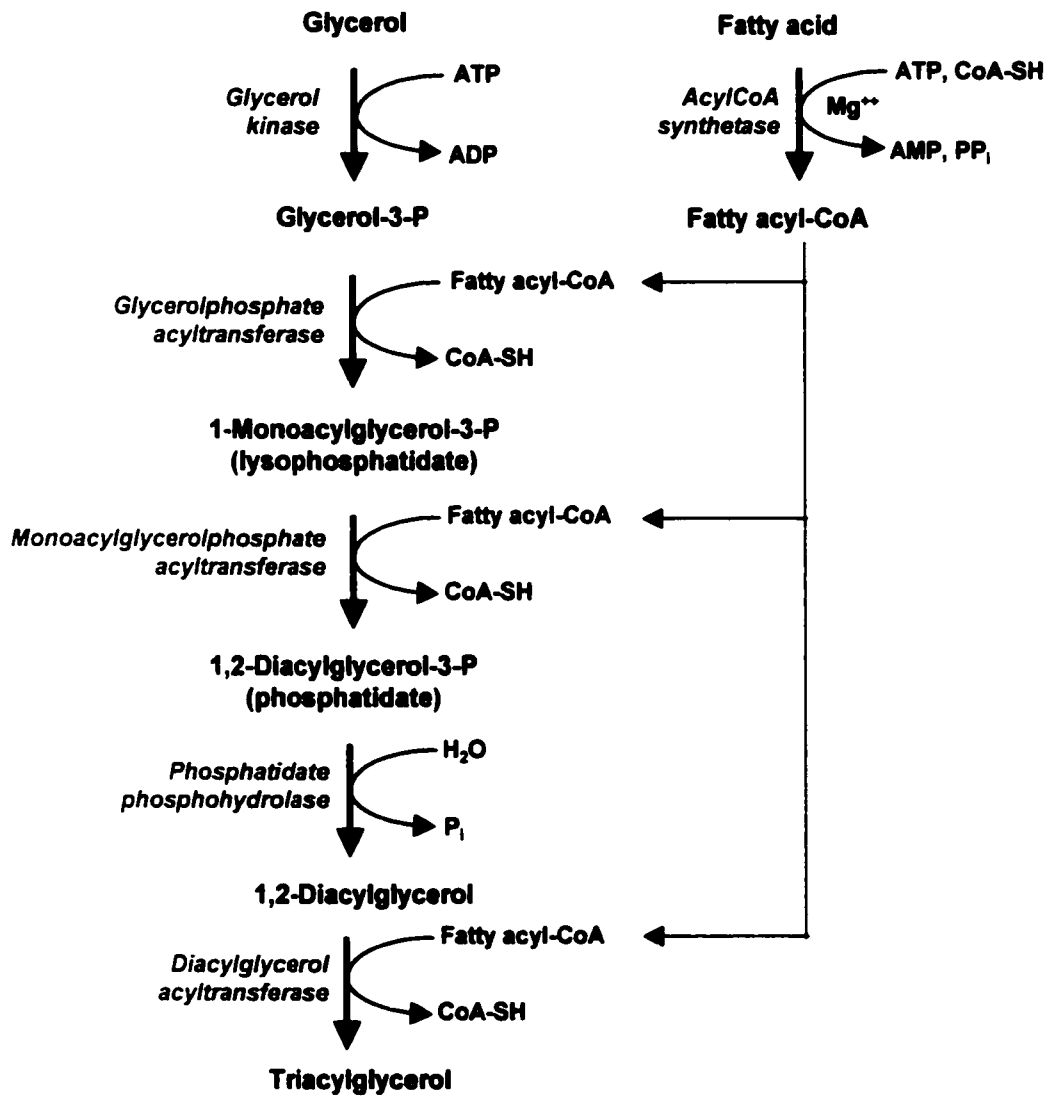 Glycerol
Fatty acid
Glycerol
kinase
ATP
ADP
AcylCoA
synthetase
Mg⁺⁺
ATP, CoA-SH
AMP, PPᵢ
Glycerol-3-P
Fatty acyl-CoA
Glycerolphosphate
acyltransferase
Fatty acyl-CoA
CoA-SH
1-Monoacylglycerol-3-P
(lysophosphatidate)
Monoacylglycerolphosphate
acyltransferase
Fatty acyl-CoA
CoA-SH
1,2-Diacylglycerol-3-P
(phosphatidate)
Phosphatidate
phosphohydrolase
H₂O
Pᵢ
1,2-Diacylglycerol
Diacylglycerol
acyltransferase
Fatty acyl-CoA
CoA-SH
Triacylglycerol